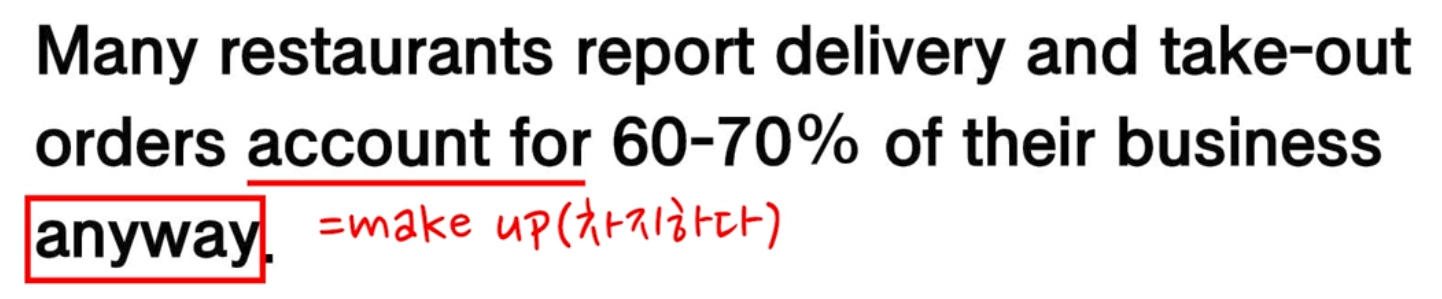 Many restaurants report delivery and take-out
orders account for 60-70% of their business
anyway. =make up(차지하다)